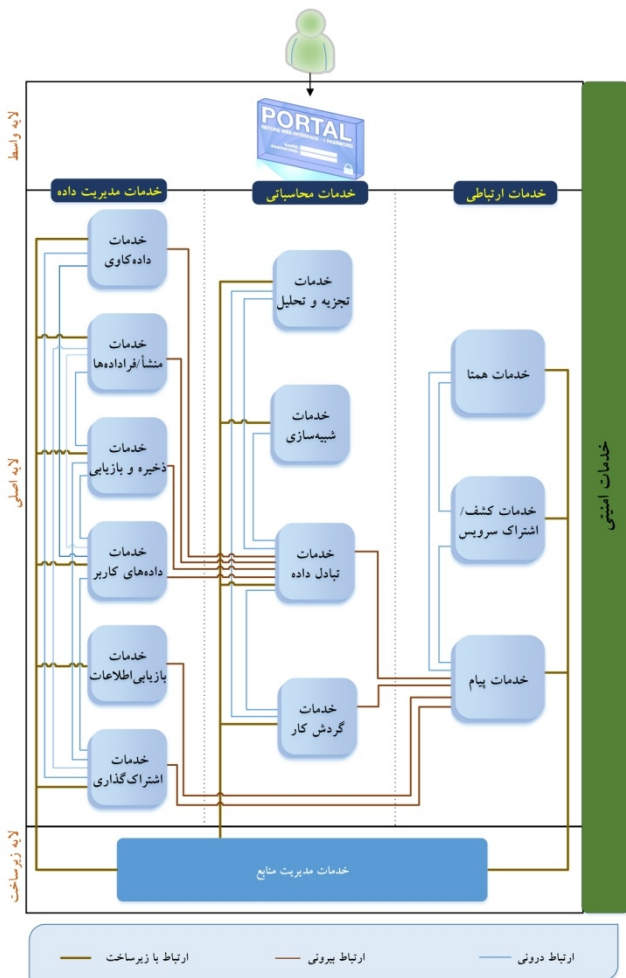 PORTAL
لایه واسط
خدمات ارتباطی
خدمات محاسباتی
خدمات مدیریت داده
خدمات
داده‌کاوی
خدمات
منشأ/فراداده‌ها
خدمات
ذخیره و بازیابی
خدمات
داده‌های کاربر
خدمات
بازیابی‌اطلاعات
خدمات
اشتراک‌گذاری
خدمات
تجزیه و تحلیل
خدمات
شبیه‌سازی
خدمات
تبادل داده
خدمات
گردش کار
خدمات همتا
خدمات کشف/
اشتراک سرویس
خدمات پیام
لایه اصلی
خدمات امنیتی
لایه زیرساخت
خدمات مدیریت منابع
ارتباط درونی
ارتباط بیرونی
ارتباط با زیرساخت